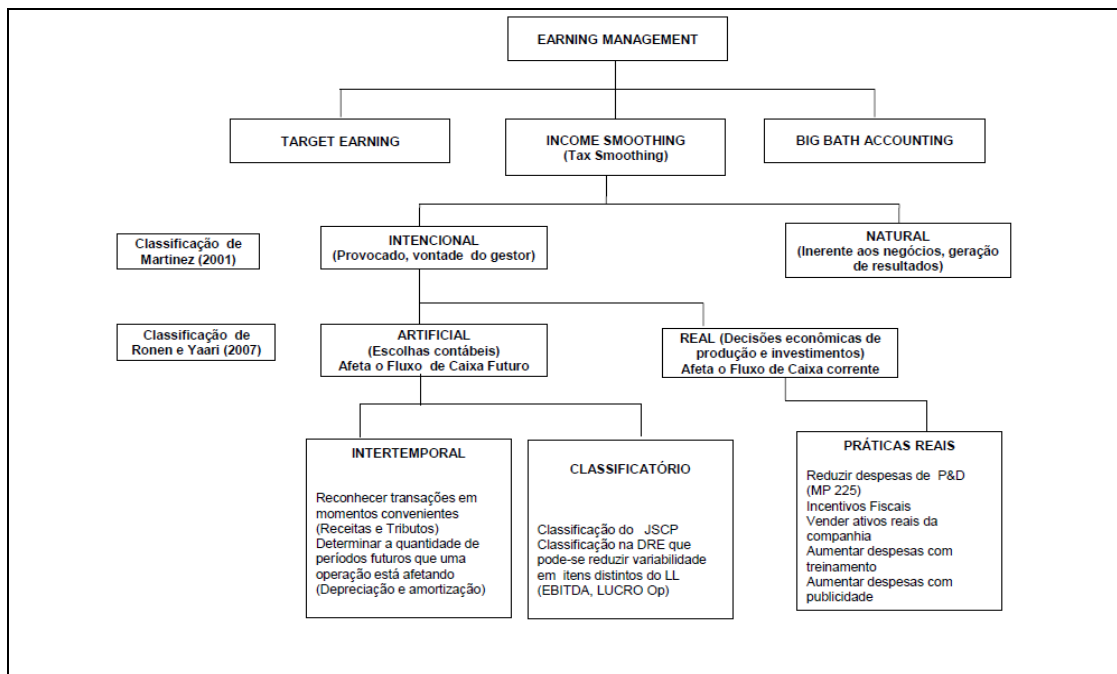 EARNING MANAGEMENT
TARGET EARNING
INCOME SMOOTHING
(Tax Smoothing)
BIG BATH ACCOUNTING
Classificação de
Martinez (2001)
INTENCIONAL
(Provocado, vontade do gestor)
NATURAL
(Inerente aos negócios, geração
de resultados)
Classificação de
Ronen e Yaari (2007)
ARTIFICIAL
(Escolhas contábeis)
Afeta o Fluxo de Caixa Futuro
REAL (Decisões econômicas de
produção e investimentos)
Afeta o Fluxo de Caixa corrente
INTERTEMPORAL
Reconhecer transações em
momentos convenientes
(Receitas e Tributos)
Determinar a quantidade de
períodos futuros que uma
operação está afetando
(Depreciação e amortização)
CLASSIFICATÓRIO
Classificação do JSCP
Classificação na DRE que
pode-se reduzir variabilidade
em itens distintos do LL
(EBITDA, LUCRO Op)
PRÁTICAS REAIS
Reduzir despesas de P&D
(MP 225)
Incentivos Fiscais
Vender ativos reais da
companhia
Aumentar despesas com
treinamento
Aumentar despesas com
publicidade